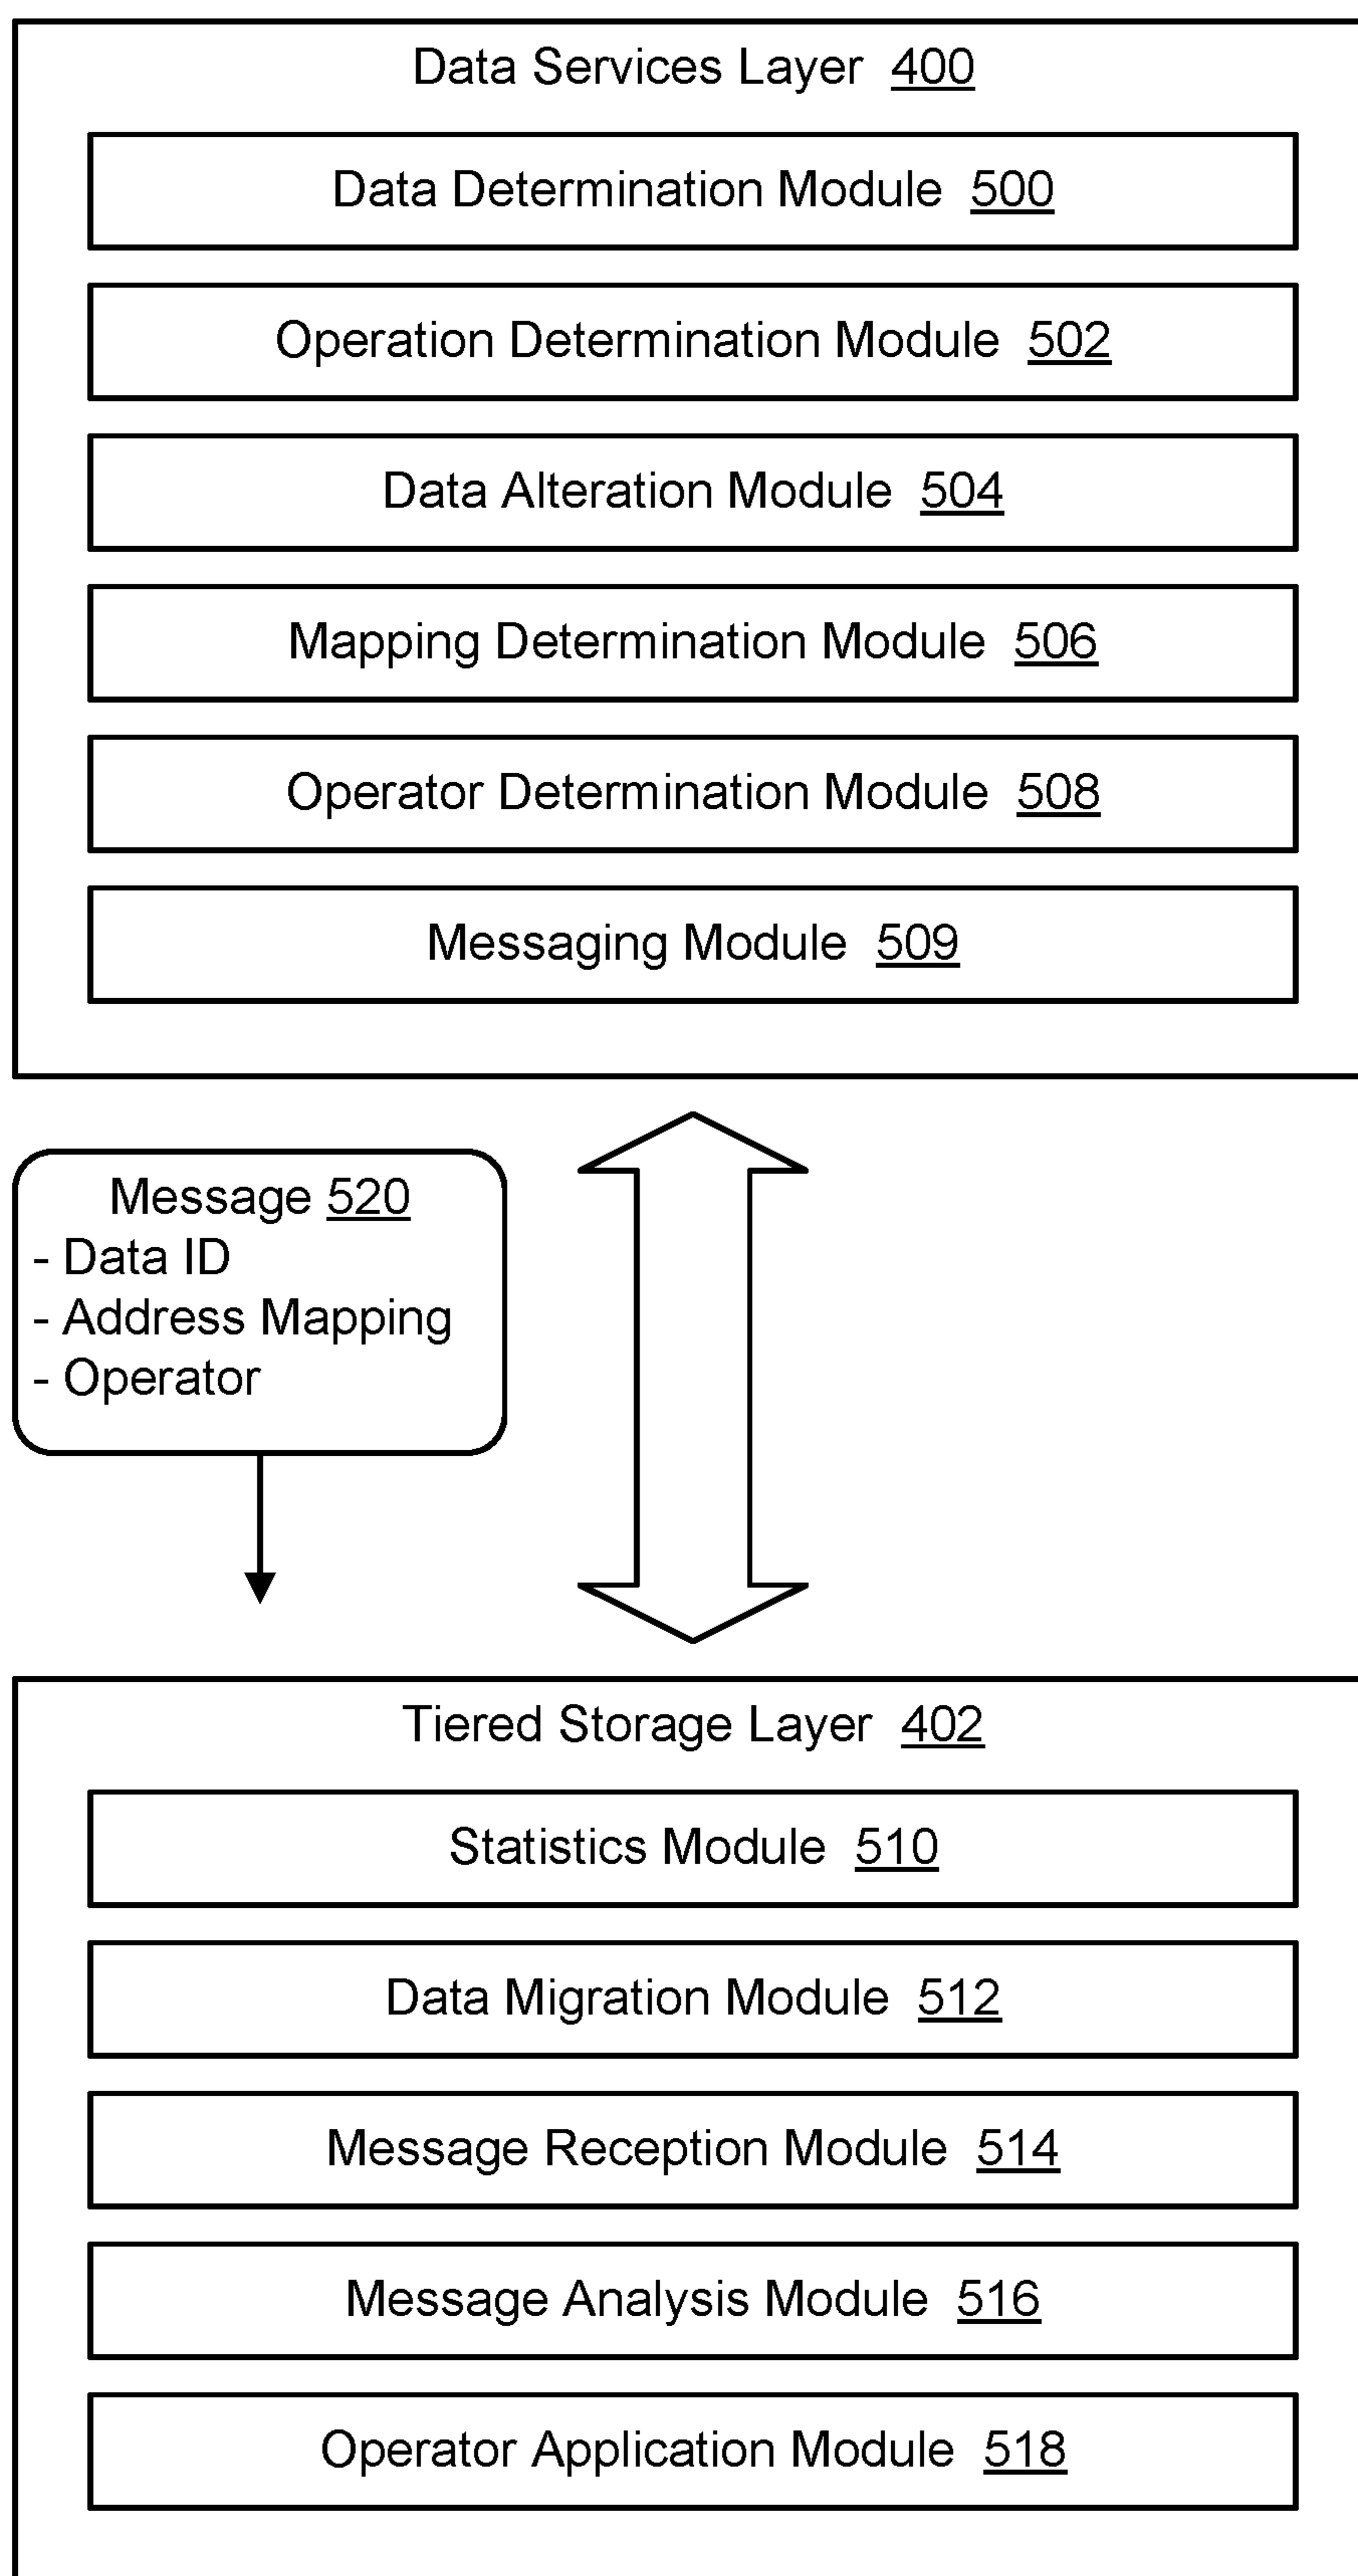 Data Services Layer 400
Data Determination Module 500
Operation Determination Module 502
Data Alteration Module 504
Mapping Determination Module 506
Operator Determination Module 508
Messaging Module 509
Message 520
- Data ID
- Address Mapping
- Operator
Tiered Storage Layer 402
Statistics Module 510
Data Migration Module 512
Message Reception Module 514
Message Analysis Module 516
Operator Application Module 518